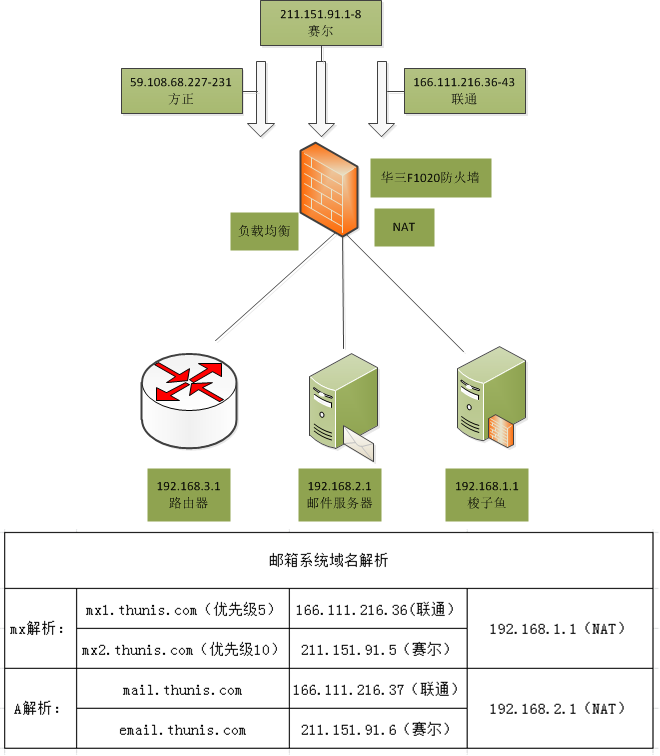 211.151.91.1-8
赛尔
59.108.68.227-231
方正
166.111.216.36-43
联通
华三F1020防火墙
负载均衡
NAT
192.168.3.1
路由器
192.168.2.1
邮件服务器
192.168.1.1
梭子鱼
邮箱系统域名解析
mx解析：
mx1.thunis.com（优先级5）
166.111.216.36(联通）
192.168.1.1（NAT）
mx2.thunis.com（优先级10）
211.151.91.5（赛尔）
A解析：
mail.thunis.com
166.111.216.37（联通）
192.168.2.1（NAT）
email.thunis.com
211.151.91.6（赛尔）